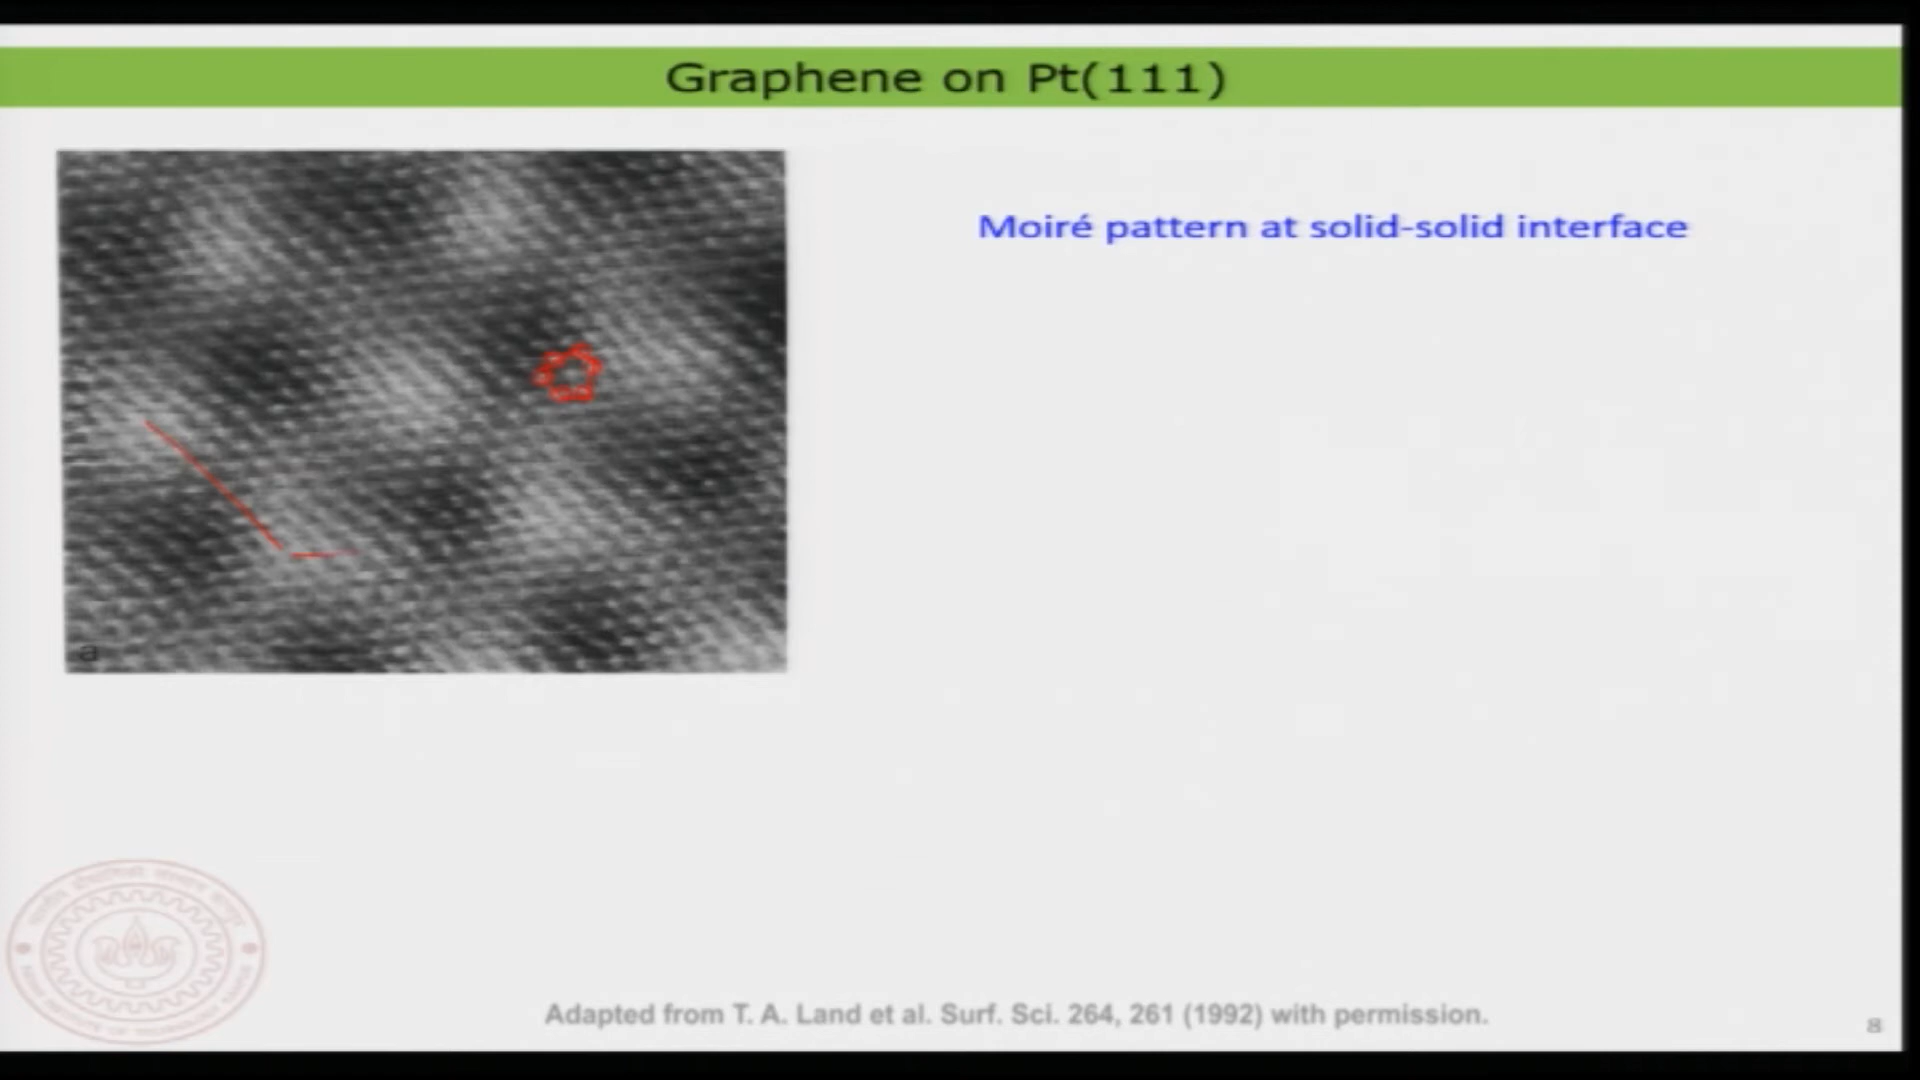 Graphene on Pt(111)
Moiré pattern at solid-solid interface
a
Adapted from T. A. Land et al. Surf. Sci. 264, 261 (1992) with permission.
8